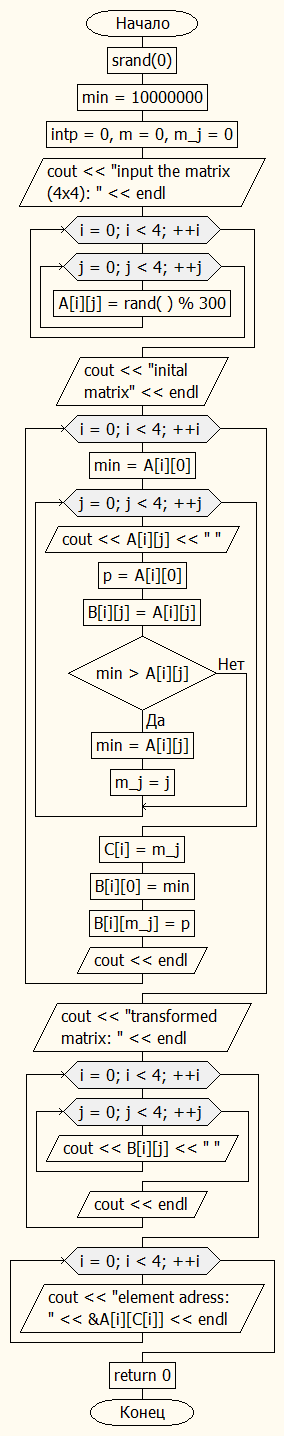 Начало
srand(0)
min = 10000000
intp = 0, m = 0, m_j = 0
cout << "input the matrix
(4x4): " << endl
i = 0; i < 4; ++i
j = 0; j < 4; ++j
A[i][j] = rand( ) % 300
cout << "inital
matrix" << endl
i = 0; i < 4; ++i
min = A[i][0]
j = 0; j < 4; ++j
cout << A[i][j] << " "
p = A[i][0]
B[i][j] = A[i][j]
min > A[i][j]
Нет
Да
min = A[i][j]
m_j = j
C[i] = m_j
B[i][0] = min
B[i][m_j] = p
cout << endl
cout << "transformed
matrix: " << endl
i = 0; i < 4; ++i
j = 0; j < 4; ++j
cout << B[i][j] << " "
cout << endl
i = 0; i < 4; ++i
cout << "element adress:
" << &A[i][C[i]] << endl
return 0
Конец